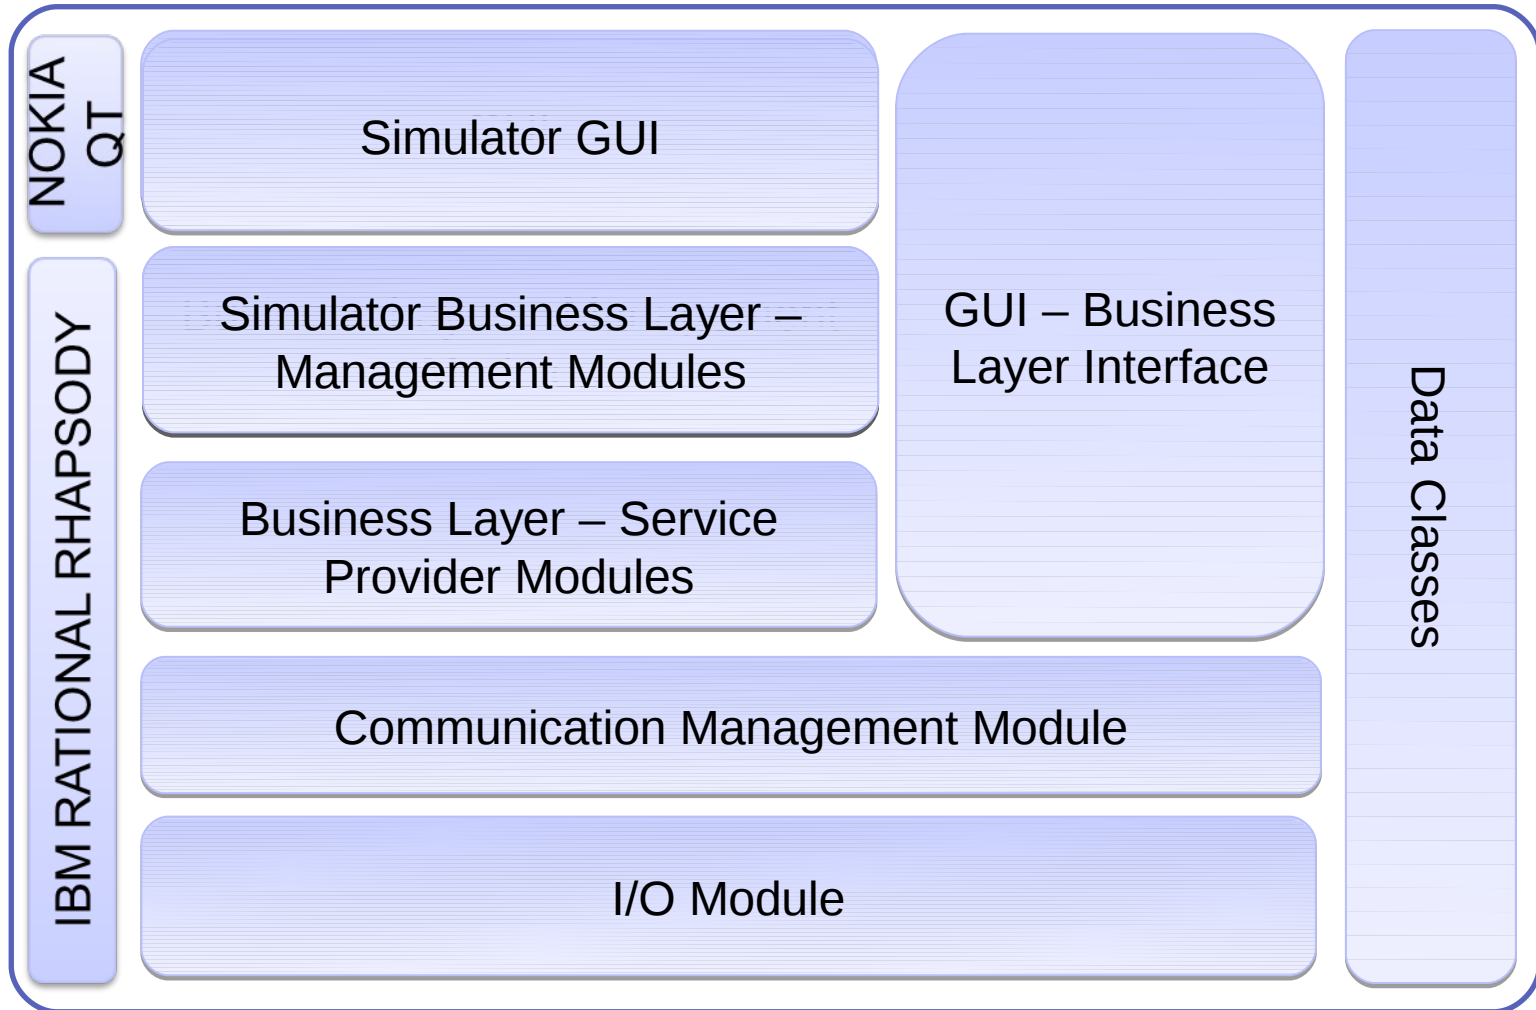 NOKIA
QT
Simulator GUI
Simulator Business Layer –
Management Modules
GUI – Business
Layer Interface
Data Classes
IBM RATIONAL RHAPSODY
Business Layer – Service
Provider Modules
Communication Management Module
I/O Module